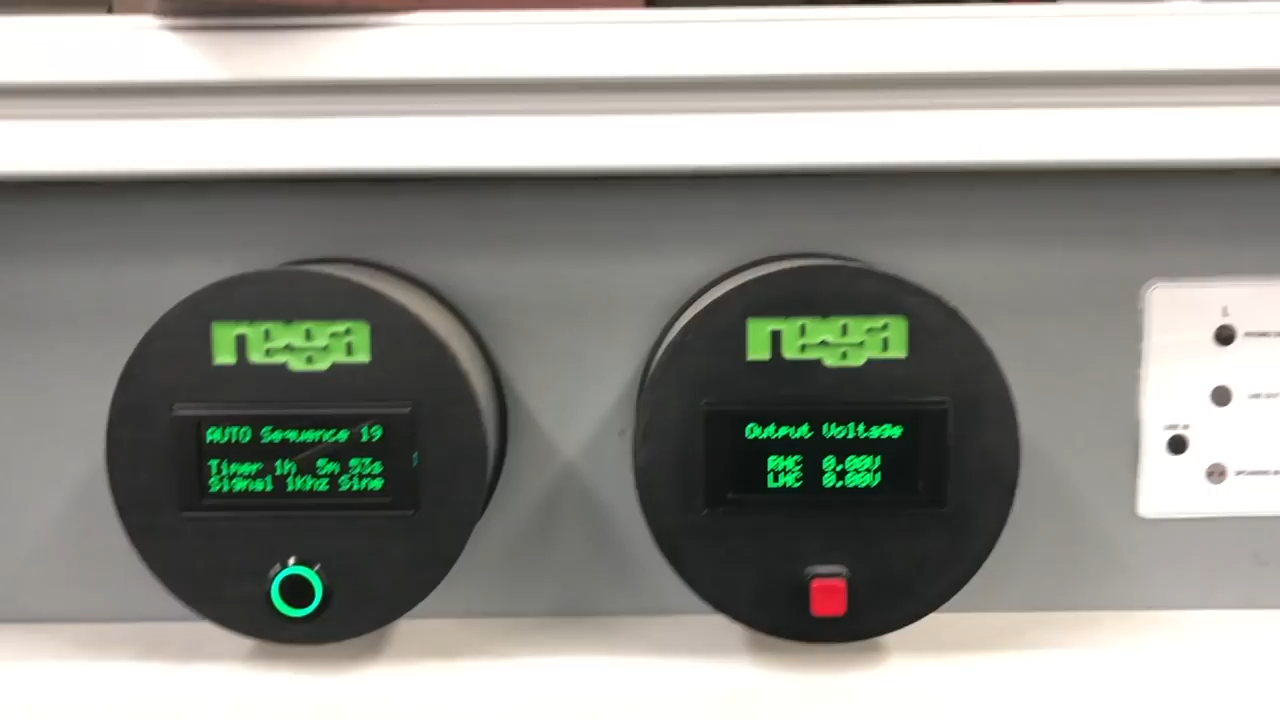 rega
AUTO Sequence 19
Timer 1h 5m 53s
Signal 1Khz Sine
rega
Output Voltage
RHC 0.00V
LHC 0.00V
L